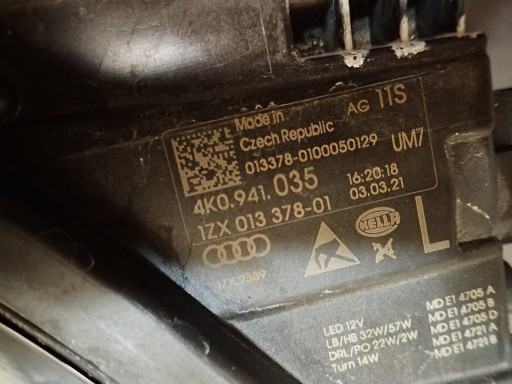 Made in
Czech Republic
AG 11S
013378-0100050129
UM7
4K0.941.035
16:20:18
03.03.21
1ZX 013 378-01
HELLA
L
17X.2389
LED 12V
LB/HB 32W/57W
DRL/PO 22W/2W
Turn 14W
MD E1 4705 A
MD E1 4705 B
MD E1 4705 D
MD E1 4721 A
MD E1 4721 B